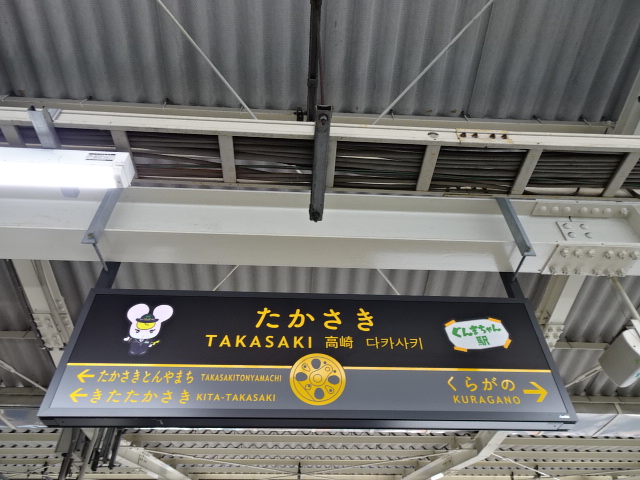 たかさき
TAKASAKI 高崎 다카사키
ぐんまちゃん
駅
←たかさきとんやまち TAKASAKITONYAMACHI
←きたたかさき KITA-TAKASAKI
くらがの
KURAGANO →